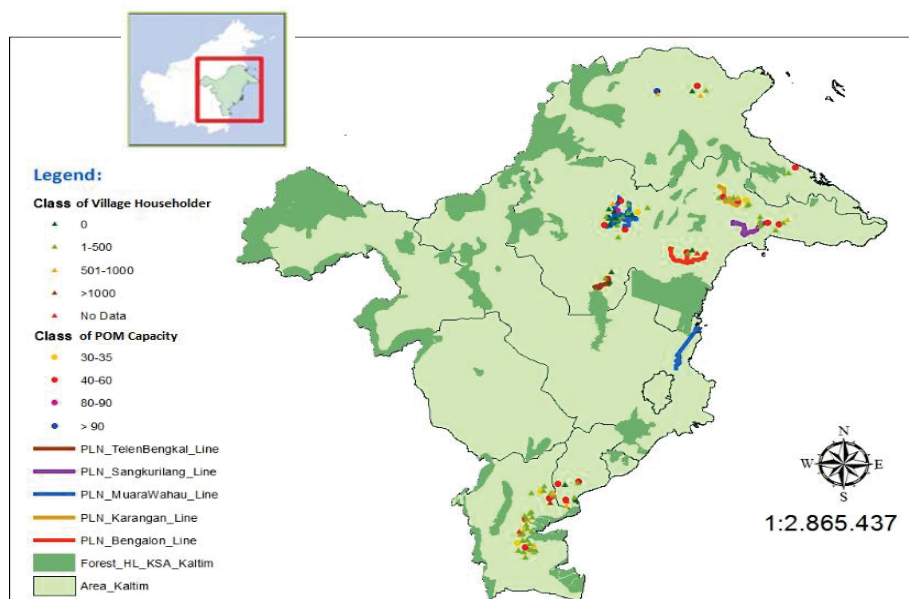 Legend:
Class of Village Householder
0
1-500
501-1000
>1000
No Data
Class of POM Capacity
30-35
40-60
80-90
> 90
PLN_TelenBengkal_Line
PLN_Sangkurilang_Line
PLN_MuaraWahau_Line
PLN_Karangan_Line
PLN_Bengalon_Line
Forest_HL_KSA_Kaltim
Area_Kaltim
N
W E
S
1:2.865.437